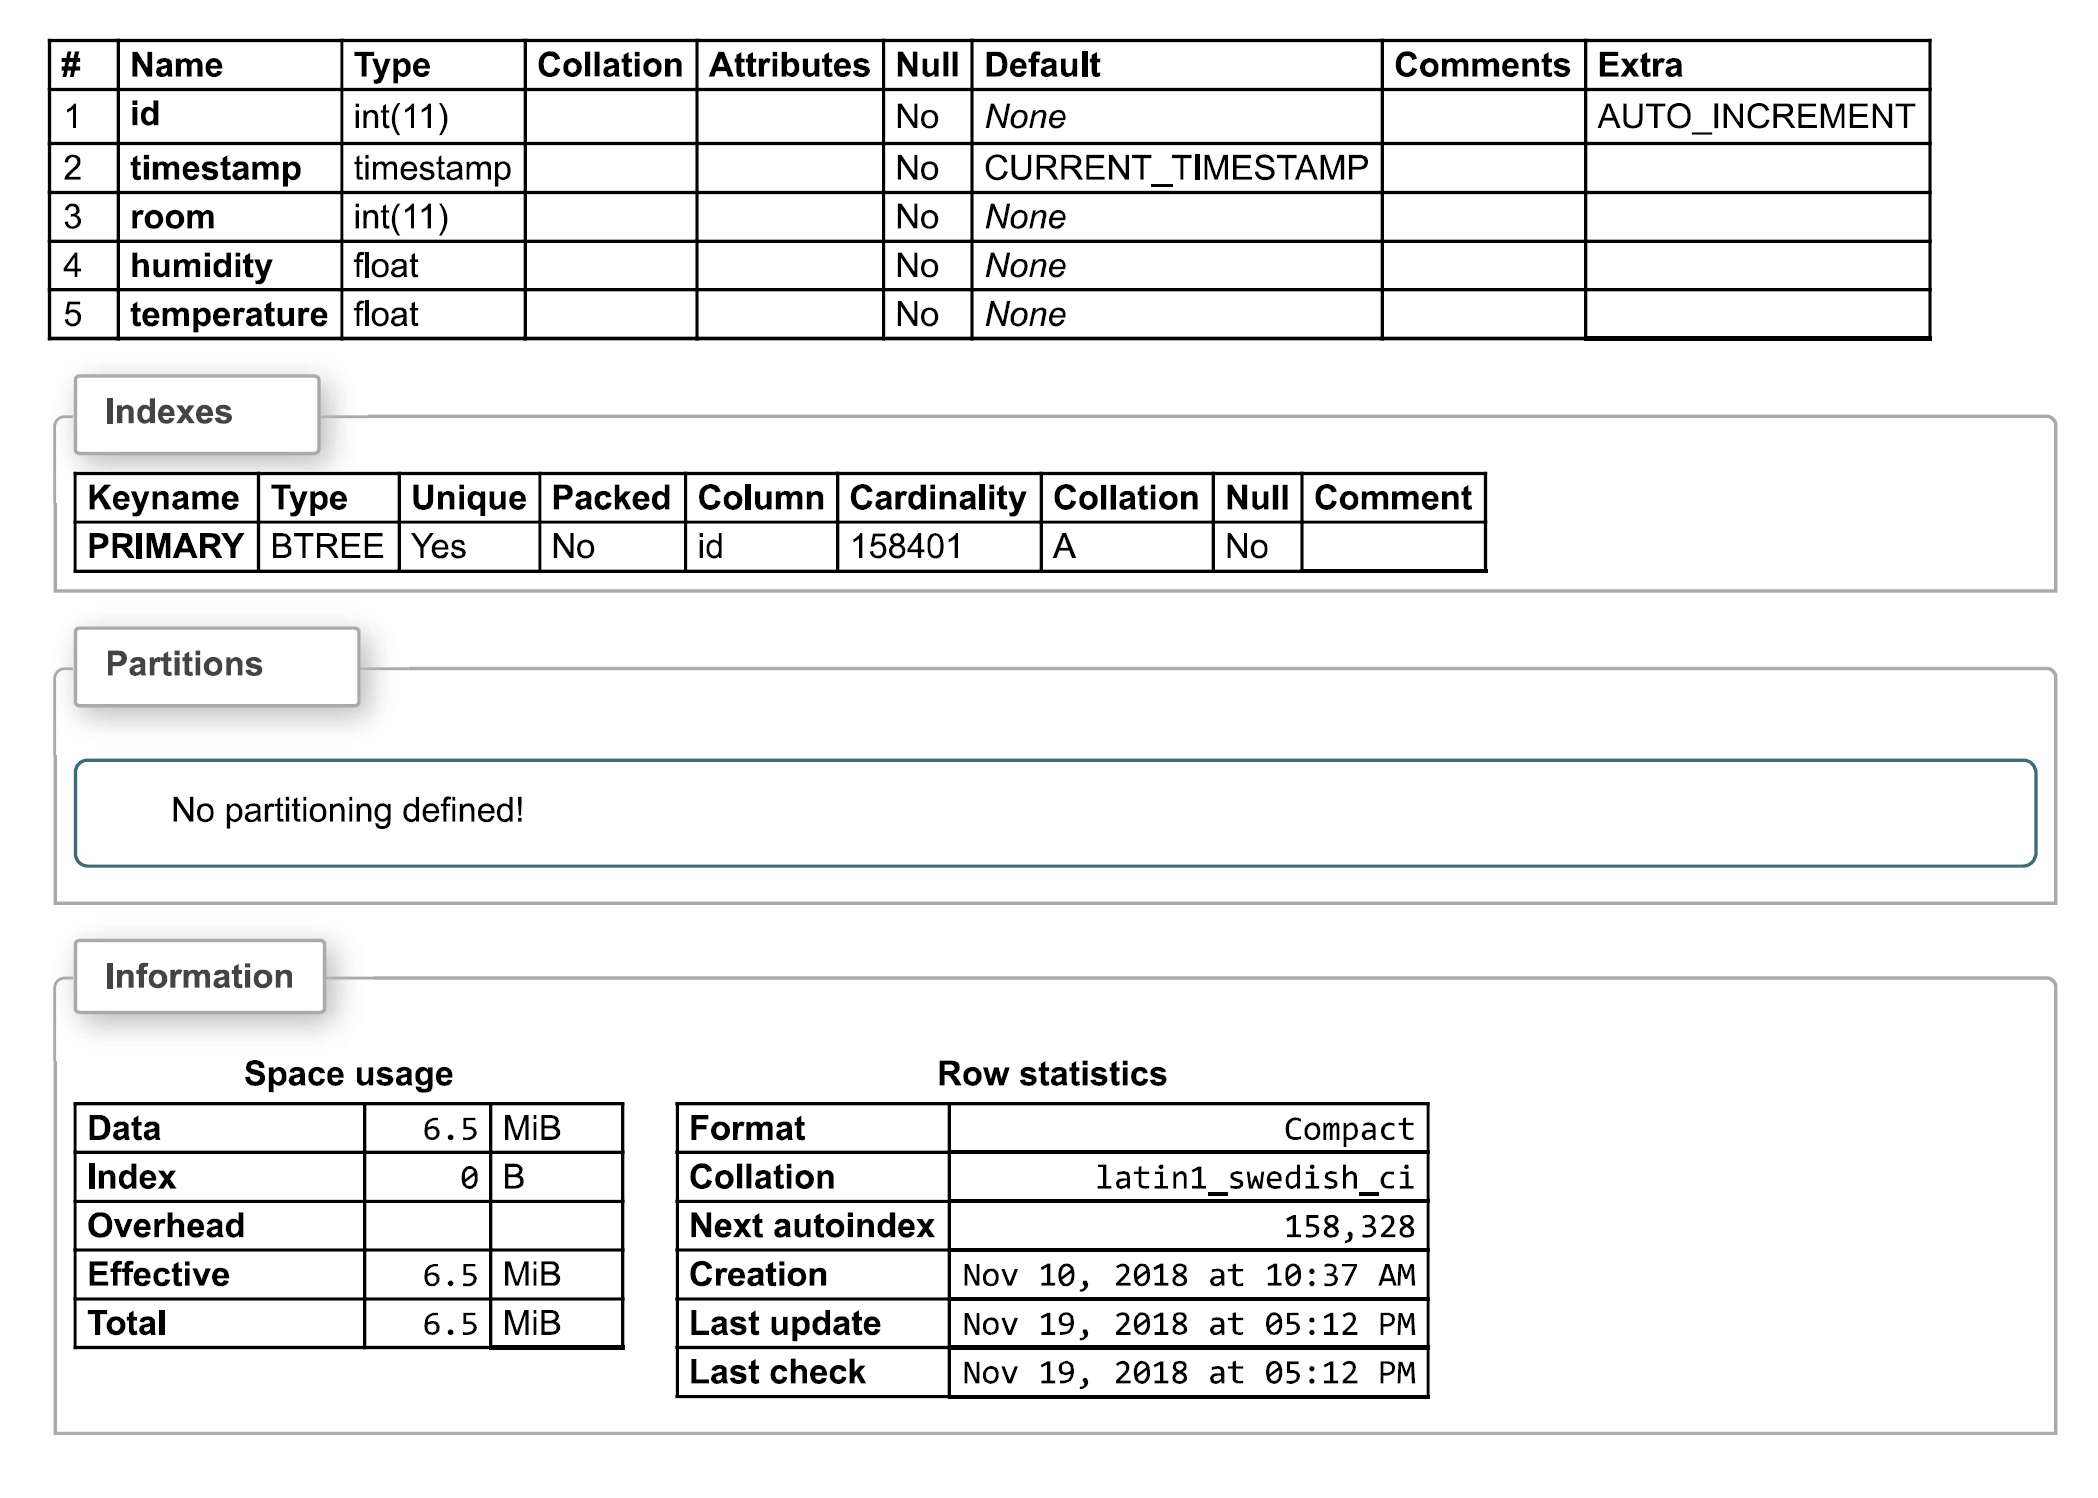 # Name Type Collation Attributes Null Default Comments Extra
1 id int(11) No None AUTO_INCREMENT
2 timestamp timestamp No CURRENT_TIMESTAMP
3 room int(11) No None
4 humidity float No None
5 temperature float No None
Indexes
Keyname Type Unique Packed Column Cardinality Collation Null Comment
PRIMARY BTREE Yes No id 158401 A No
Partitions
No partitioning defined!
Information
Space usage
Data 6.5 MiB
Index 0 B
Overhead
Effective 6.5 MiB
Total 6.5 MiB
Row statistics
Format Compact
Collation latin1_swedish_ci
Next autoindex 158,328
Creation Nov 10, 2018 at 10:37 AM
Last update Nov 19, 2018 at 05:12 PM
Last check Nov 19, 2018 at 05:12 PM